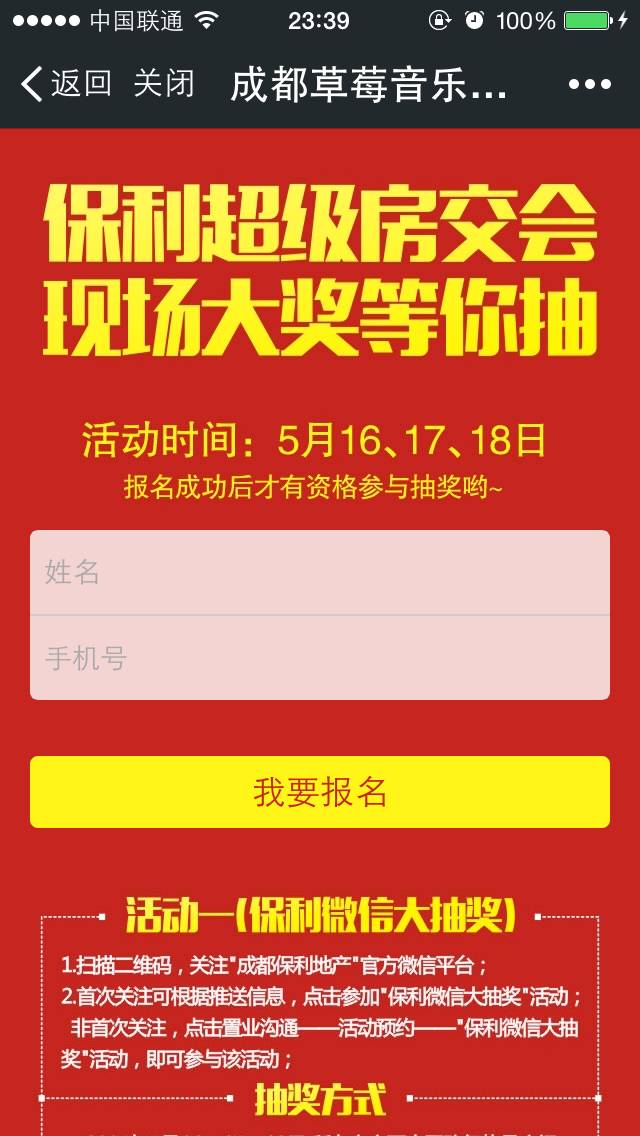 中国联通 23:39 100%
返回 关闭 成都草莓音乐...
保利超级房交会
现场大奖等你抽
活动时间：5月16、17、18日
报名成功后才有资格参与抽奖哟~
姓名
手机号
我要报名
活动一(保利微信大抽奖)
1.扫描二维码，关注"成都保利地产"官方微信平台；
2.首次关注可根据推送信息，点击参加"保利微信大抽奖"活动；
非首次关注，点击置业沟通——活动预约——"保利微信大抽
奖"活动，即可参与该活动；
抽奖方式